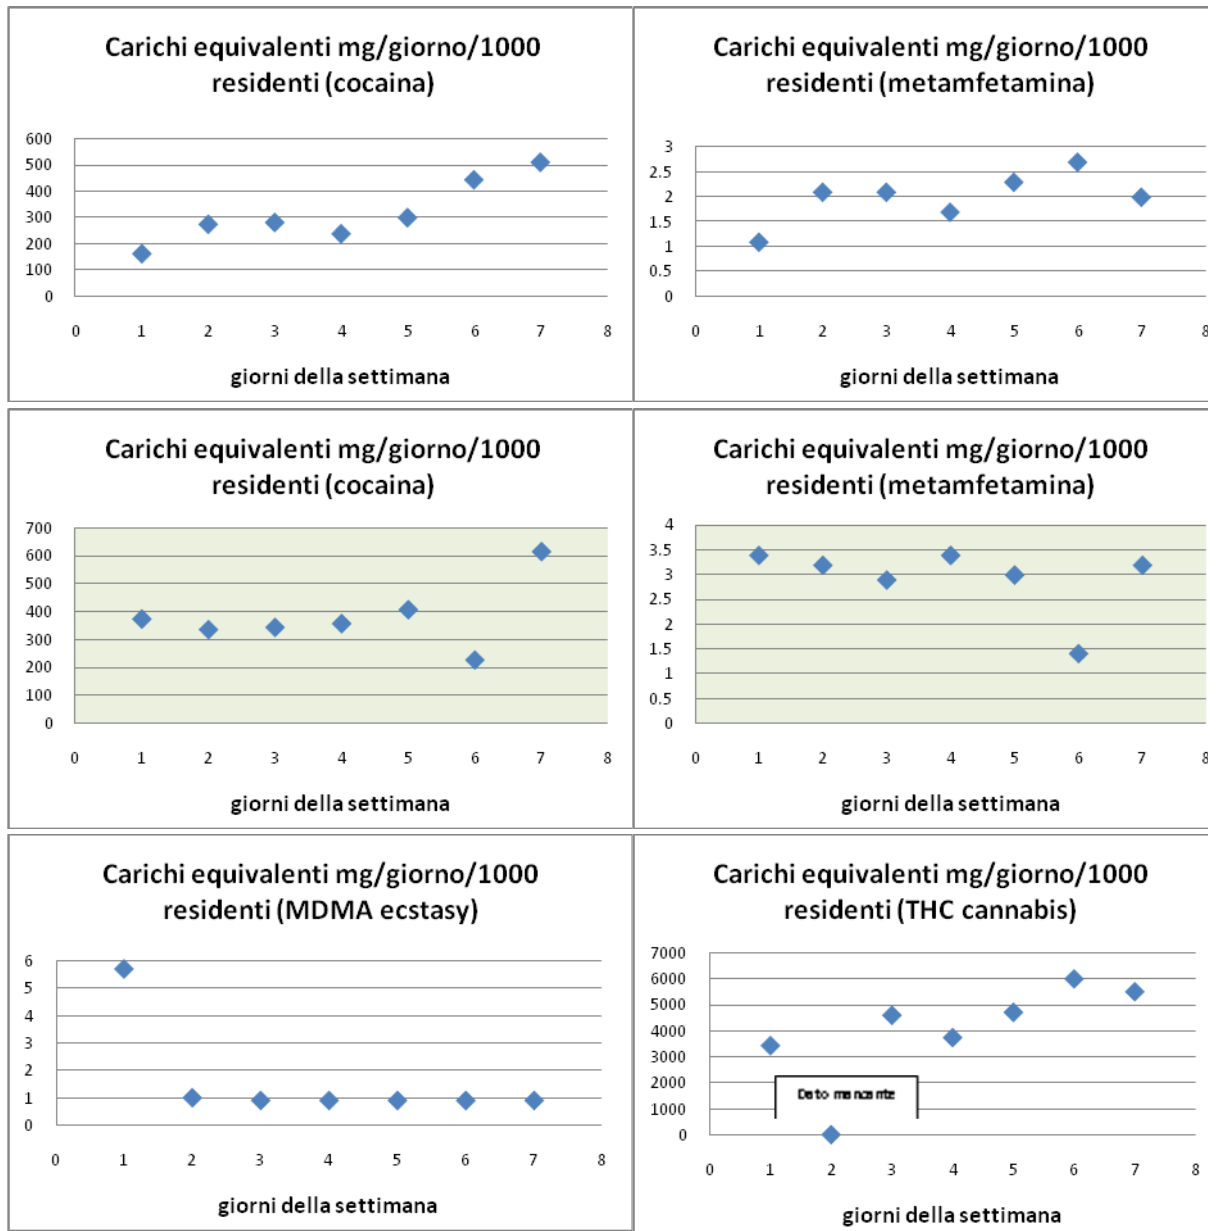 Carichi equivalenti mg/giorno/1000
residenti (cocaina)
600
500
400
300
200
100
0
0 1 2 3 4 5 6 7 8
giorni della settimana
Carichi equivalenti mg/giorno/1000
residenti (metamfetamina)
3
2.5
2
1.5
1
0.5
0
0 1 2 3 4 5 6 7 8
giorni della settimana
Carichi equivalenti mg/giorno/1000
residenti (cocaina)
700
600
500
400
300
200
100
0
0 1 2 3 4 5 6 7 8
giorni della settimana
Carichi equivalenti mg/giorno/1000
residenti (metamfetamina)
4
3.5
3
2.5
2
1.5
1
0.5
0
0 1 2 3 4 5 6 7 8
giorni della settimana
Carichi equivalenti mg/giorno/1000
residenti (MDMA ecstasy)
6
5
4
3
2
1
0
0 1 2 3 4 5 6 7 8
giorni della settimana
Carichi equivalenti mg/giorno/1000
residenti (THC cannabis)
7000
6000
5000
4000
3000
2000
1000
0
Dato mancante
0 1 2 3 4 5 6 7 8
giorni della settimana